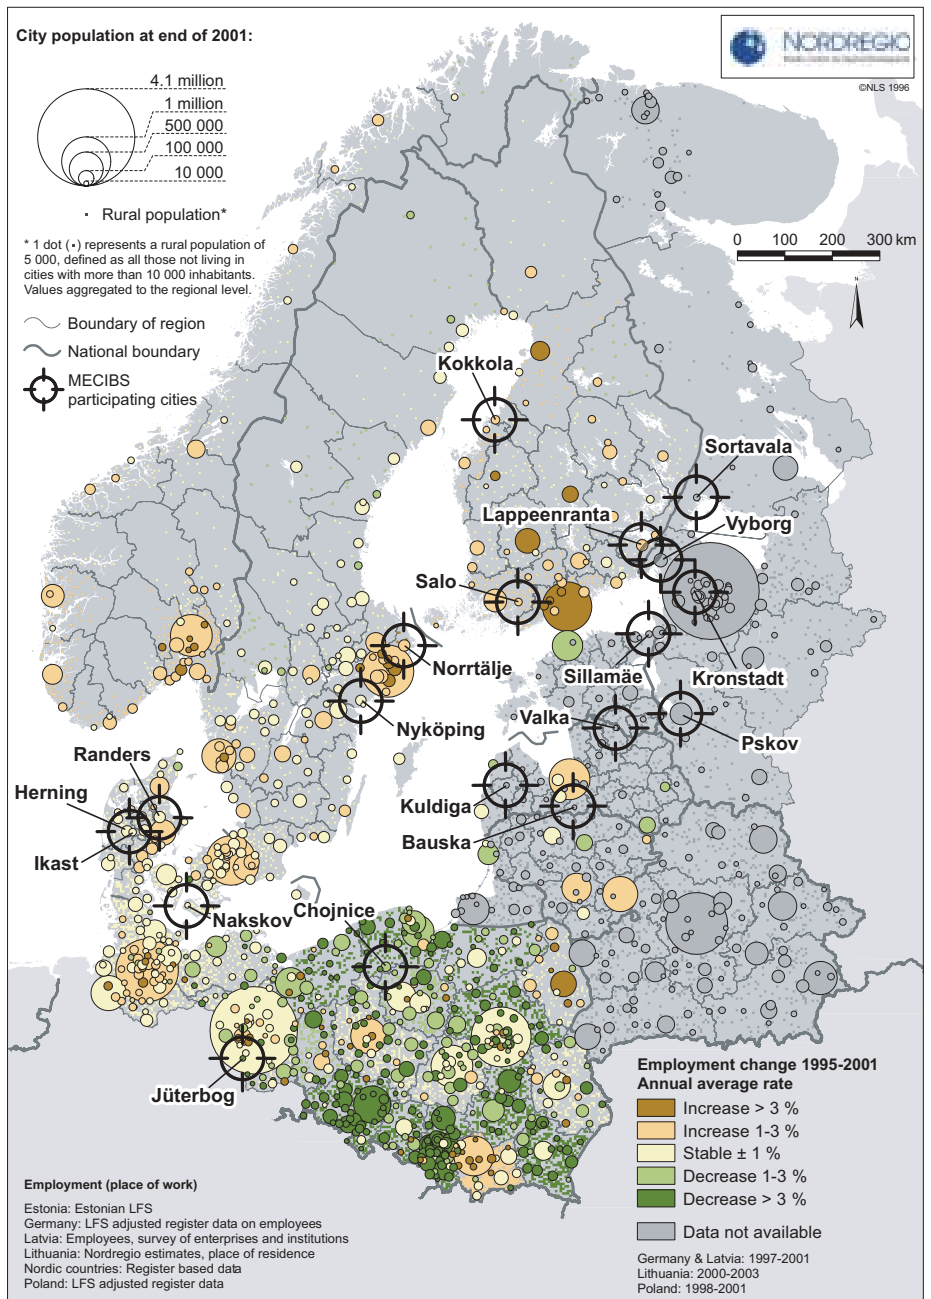 City population at end of 2001:
4.1 million
1 million
500 000
100 000
10 000
Rural population*
* 1 dot ( ) represents a rural population of
5 000, defined as all those not living in
cities with more than 10 000 inhabitants.
Values aggregated to the regional level.
Boundary of region
National boundary
MECIBS
participating cities
NORDREGIO
©NLS 1996
0 100 200 300 km
N
Kokkola
Sortavala
Lappeenranta
Vyborg
Salo
Norrtälje
Sillamäe
Kronstadt
Nyköping
Valka
Pskov
Randers
Herning
Kuldiga
Bauska
Ikast
Nakskov
Chojnice
Jüterbog
Employment change 1995-2001
Annual average rate
Increase > 3 %
Increase 1-3 %
Stable ± 1 %
Decrease 1-3 %
Decrease > 3 %
Data not available
Germany & Latvia: 1997-2001
Lithuania: 2000-2003
Poland: 1998-2001
Employment (place of work)
Estonia: Estonian LFS
Germany: LFS adjusted register data on employees
Latvia: Employees, survey of enterprises and institutions
Lithuania: Nordregio estimates, place of residence
Nordic countries: Register based data
Poland: LFS adjusted register data